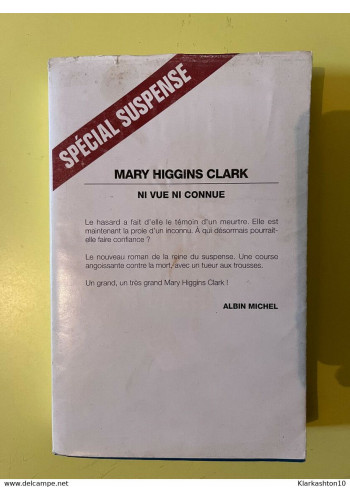 SPÉCIAL SUSPENSE
MARY HIGGINS CLARK
NI VUE NI CONNUE
Le hasard a fait d'elle le témoin d'un meurtre. Elle est
maintenant la proie d'un inconnu. À qui désormais pourrait-
elle faire confiance ?
Le nouveau roman de la reine du suspense. Une course
angoissante contre la mort, avec un tueur aux trousses.
Un grand, un très grand Mary Higgins Clark !
ALBIN MICHEL
delcampe.net
Klarkashton10